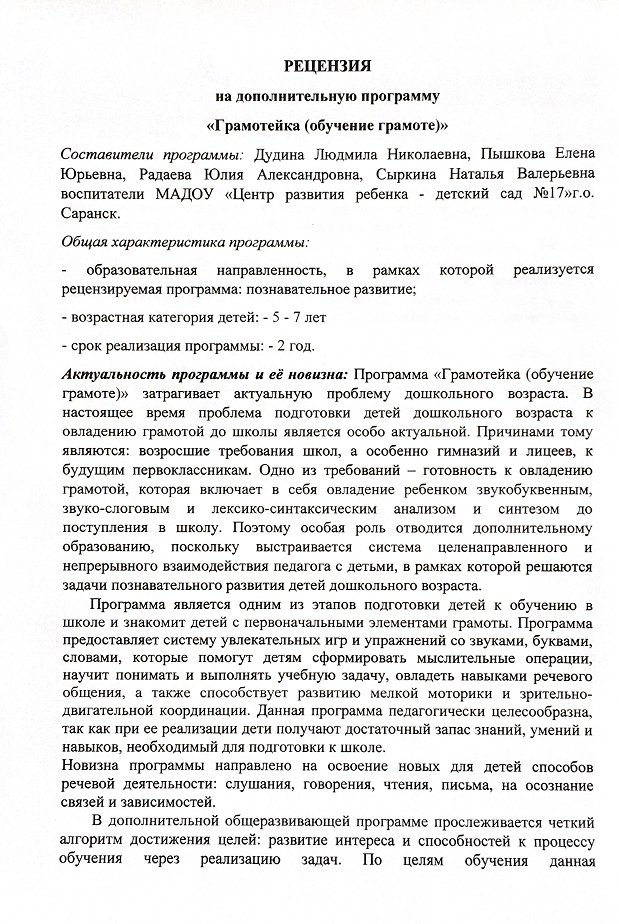 РЕЦЕНЗИЯ
на дополнительную программу
«Грамотейка (обучение грамоте)»
Составители программы: Дудина Людмила Николаевна, Пышкова Елена
Юрьевна, Радаева Юлия Александровна, Сыркина Наталья Валерьевна
воспитатели МАДОУ «Центр развития ребенка - детский сад №17»г.о.
Саранск.
Общая характеристика программы:
- образовательная направленность, в рамках которой реализуется
рецензируемая программа: познавательное развитие;
- возрастная категория детей: - 5 - 7 лет
- срок реализация программы: - 2 год.
Актуальность программы и её новизна: Программа «Грамотейка (обучение
грамоте)» затрагивает актуальную проблему дошкольного возраста. В
настоящее время проблема подготовки детей дошкольного возраста к
овладению грамотой до школы является особо актуальной. Причинами тому
являются: возросшие требования школ, а особенно гимназий и лицеев, к
будущим первоклассникам. Одно из требований – готовность к овладению
грамотой, которая включает в себя овладение ребенком звукобуквенным,
звуко-слоговым и лексико-синтаксическим анализом и синтезом до
поступления в школу. Поэтому особая роль отводится дополнительному
образованию, поскольку выстраивается система целенаправленного и
непрерывного взаимодействия педагога с детьми, в рамках которой решаются
задачи познавательного развития детей дошкольного возраста.
Программа является одним из этапов подготовки детей к обучению в
школе и знакомит детей с первоначальными элементами грамоты. Программа
предоставляет систему увлекательных игр и упражнений со звуками, буквами,
словами, которые помогут детям сформировать мыслительные операции,
научит понимать и выполнять учебную задачу, овладеть навыками речевого
общения, а также способствует развитию мелкой моторики и зрительно-
двигательной координации. Данная программа педагогически целесообразна,
так как при ее реализации дети получают достаточный запас знаний, умений и
навыков, необходимый для подготовки к школе.
Новизна программы направлено на освоение новых для детей способов
речевой деятельности: слушания, говорения, чтения, письма, на осознание
связей и зависимостей.
В дополнительной общеразвивающей программе прослеживается четкий
алгоритм достижения целей: развитие интереса и способностей к процессу
обучения через реализацию задач. По целям обучения данная